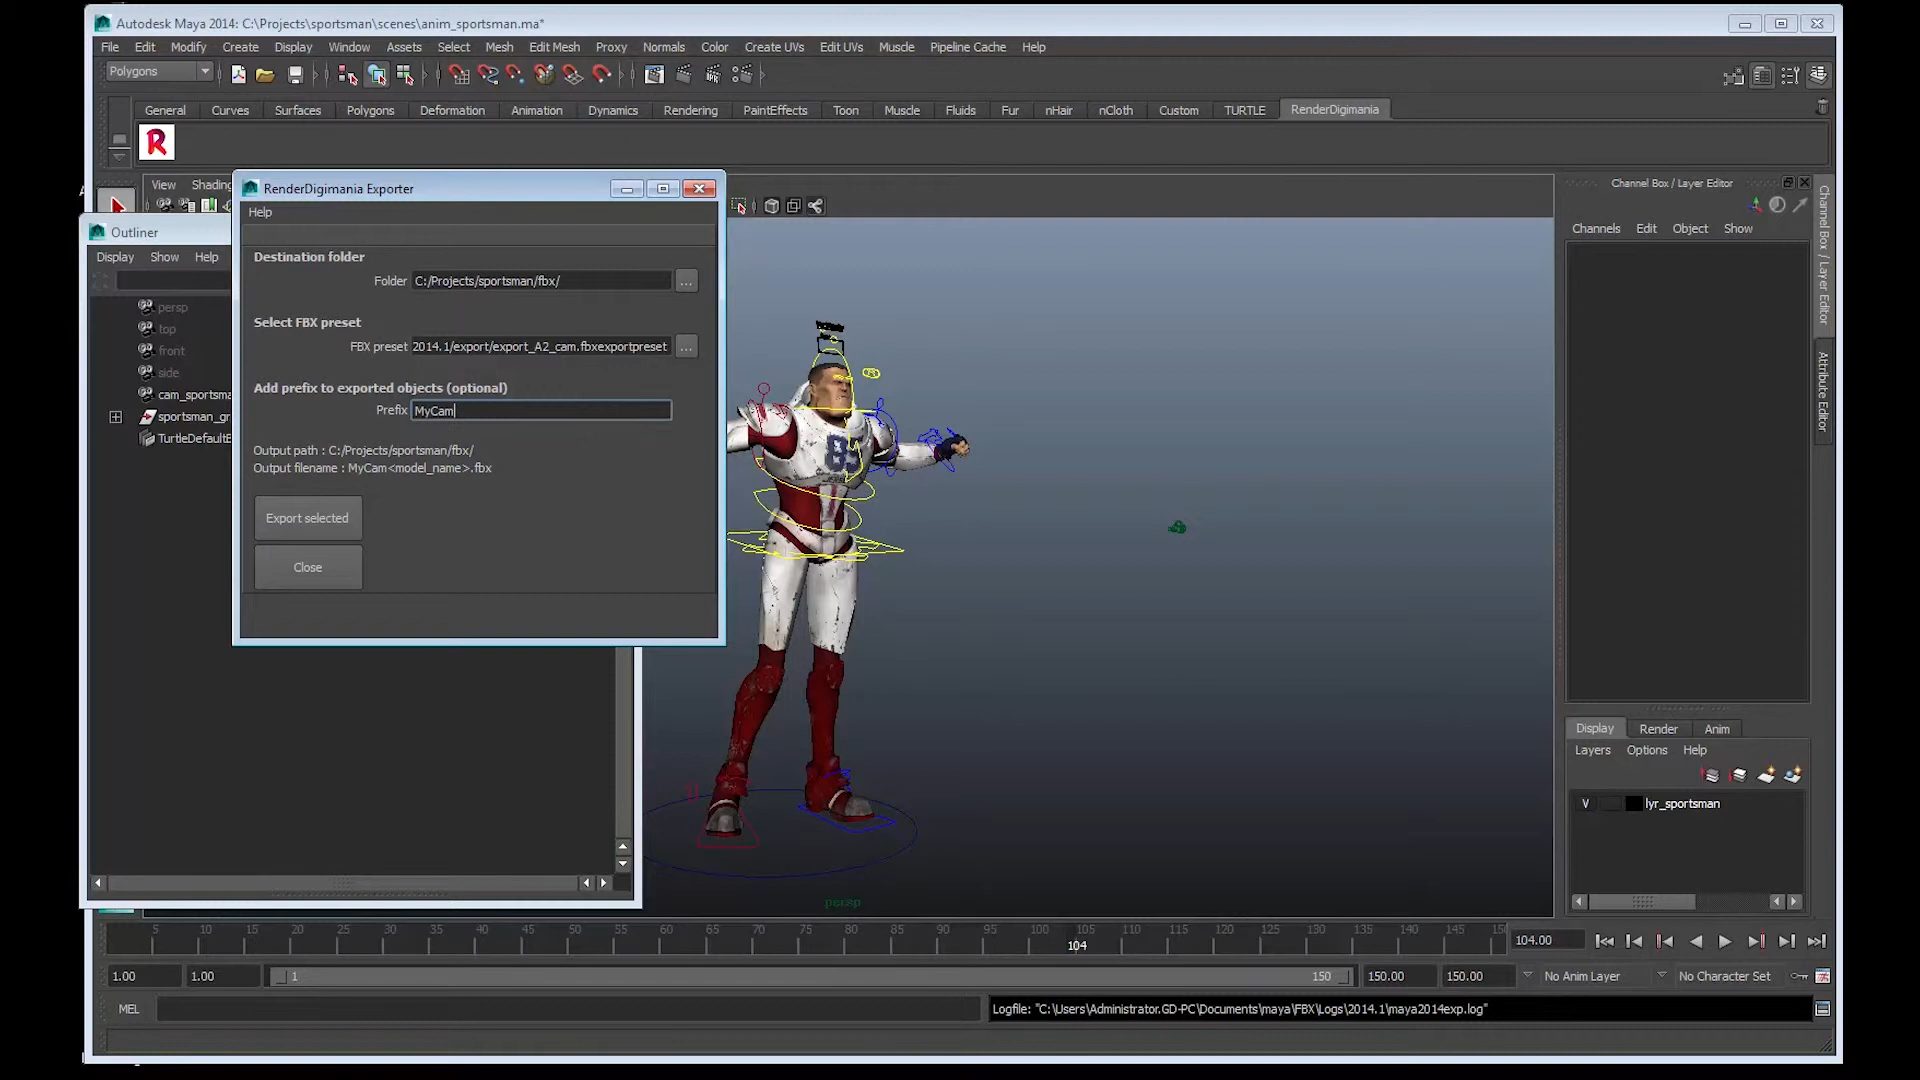 Autodesk Maya 2014: C:\Projects\sportsman\scenes\anim_sportsman.ma*
File Edit Modify Create Display Window Assets Select Mesh Edit Mesh Proxy Normals Color Create UVs Edit UVs Muscle Pipeline Cache Help
Polygons
General Curves Surfaces Polygons Deformation Animation Dynamics Rendering PaintEffects Toon Muscle Fluids Fur nHair nCloth Custom TURTLE RenderDigimania
R
View Shading
RenderDigimania Exporter
Help
Destination folder
Folder C:/Projects/sportsman/fbx/
...
Select FBX preset
FBX preset 2014.1/export/export_A2_cam.fbxexportpreset
...
Add prefix to exported objects (optional)
Prefix MyCam
Output path : C:/Projects/sportsman/fbx/
Output filename : MyCam<model_name>.fbx
Export selected
Close
Outliner
Display Show Help
persp
top
front
side
cam_sportsma
sportsman_gr
TurtleDefaultB
persp
Channel Box / Layer Editor
Channels Edit Object Show
Channel Box / Layer Editor
Attribute Editor
Display Render Anim
Layers Options Help
V lyr_sportsman
5 10 15 20 25 30 35 40 45 50 55 60 65 70 75 80 85 90 95 100 105 110 115 120 125 130 135 140 145 15
104
104.00
1.00 1.00 1 150 150.00 150.00 No Anim Layer No Character Set
MEL
Logfile: "C:\Users\Administrator.GD-PC\Documents\maya\FBX\Logs\2014.1\maya2014exp.log"